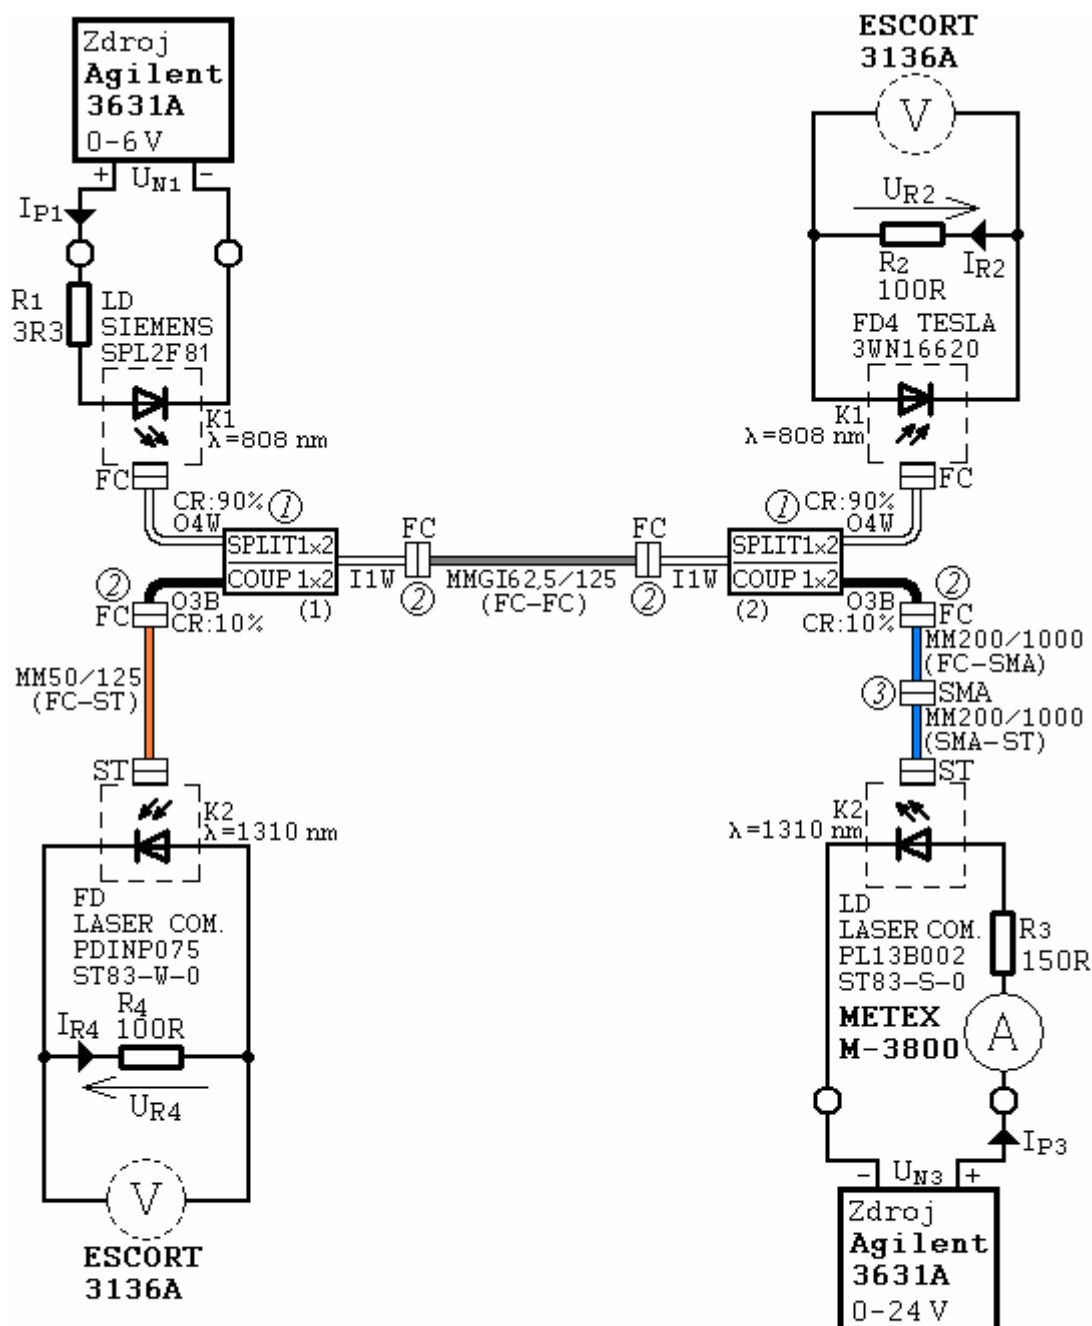 Zdroj
Agilent
3631A
0-6 V
+ UN1 -
IP1
R1
3R3
LD
SIEMENS
SPL2F81
K1
λ=808 nm
FC
CR:90%
O4W
1
SPLIT1x2
COUP 1x2
(1)
I1W
FC
2
MMGI62,5/125
(FC-FC)
FC
2
I1W
1
SPLIT1x2
COUP 1x2
(2)
CR:90%
O4W
FC
ESCORT
3136A
V
UR2
R2
100R
IR2
FD4 TESLA
3WN16620
K1
λ=808 nm
2
FC
O3B
CR:10%
MM50/125
(FC-ST)
ST
K2
λ=1310 nm
FD
LASER COM.
PDINP075
ST83-W-0
R4
100R
IR4
UR4
V
ESCORT
3136A
O3B
CR:10%
2
FC
MM200/1000
(FC-SMA)
3
SMA
MM200/1000
(SMA-ST)
ST
K2
λ=1310 nm
LD
LASER COM.
PL13B002
ST83-S-0
R3
150R
METEX
M-3800
A
IP3
- UN3 +
Zdroj
Agilent
3631A
0-24 V